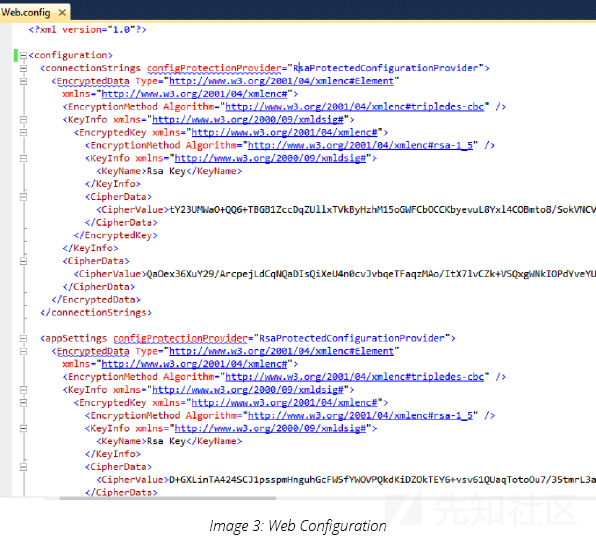 Web.config ×
<?xml version="1.0"?>
<configuration>
<connectionStrings configProtectionProvider="RsaProtectedConfigurationProvider">
<EncryptedData Type="http://www.w3.org/2001/04/xmlenc#Element"
xmlns="http://www.w3.org/2001/04/xmlenc#">
<EncryptionMethod Algorithm="http://www.w3.org/2001/04/xmlenc#tripledes-cbc" />
<KeyInfo xmlns="http://www.w3.org/2000/09/xmldsig#">
<EncryptedKey xmlns="http://www.w3.org/2001/04/xmlenc#">
<EncryptionMethod Algorithm="http://www.w3.org/2001/04/xmlenc#rsa-1_5" />
<KeyInfo xmlns="http://www.w3.org/2000/09/xmldsig#">
<KeyName>Rsa Key</KeyName>
</KeyInfo>
<CipherData>
<CipherValue>tY23UMWaO+QQ6+TBGB1ZccDqZUllxTVkByHzhM15oGWFCbOCCKbyevuL8Yxl4COBmto8/SokVNCV
</CipherData>
</EncryptedKey>
</KeyInfo>
<CipherData>
<CipherValue>QaOex36XuY29/ArcpejLdCqNQaDIsQiXeU4n0cvJvbqeTFaqzMAo/ItX7lvCZk+VSQxgWNkIOPdYveYU
</CipherData>
</EncryptedData>
</connectionStrings>
<appSettings configProtectionProvider="RsaProtectedConfigurationProvider">
<EncryptedData Type="http://www.w3.org/2001/04/xmlenc#Element"
xmlns="http://www.w3.org/2001/04/xmlenc#">
<EncryptionMethod Algorithm="http://www.w3.org/2001/04/xmlenc#tripledes-cbc" />
<KeyInfo xmlns="http://www.w3.org/2000/09/xmldsig#">
<EncryptedKey xmlns="http://www.w3.org/2001/04/xmlenc#">
<EncryptionMethod Algorithm="http://www.w3.org/2001/04/xmlenc#rsa-1_5" />
<KeyInfo xmlns="http://www.w3.org/2000/09/xmldsig#">
<KeyName>Rsa Key</KeyName>
</KeyInfo>
<CipherData>
<CipherValue>D+GXLinTA424SCJ1psspmHnguhGcFW5fYWOVPQkdKiDZOkTEY6+vsv61QUaqTotoOu7/35tmrL3a
</CipherData>
先知社区
Image 3: Web Configuration